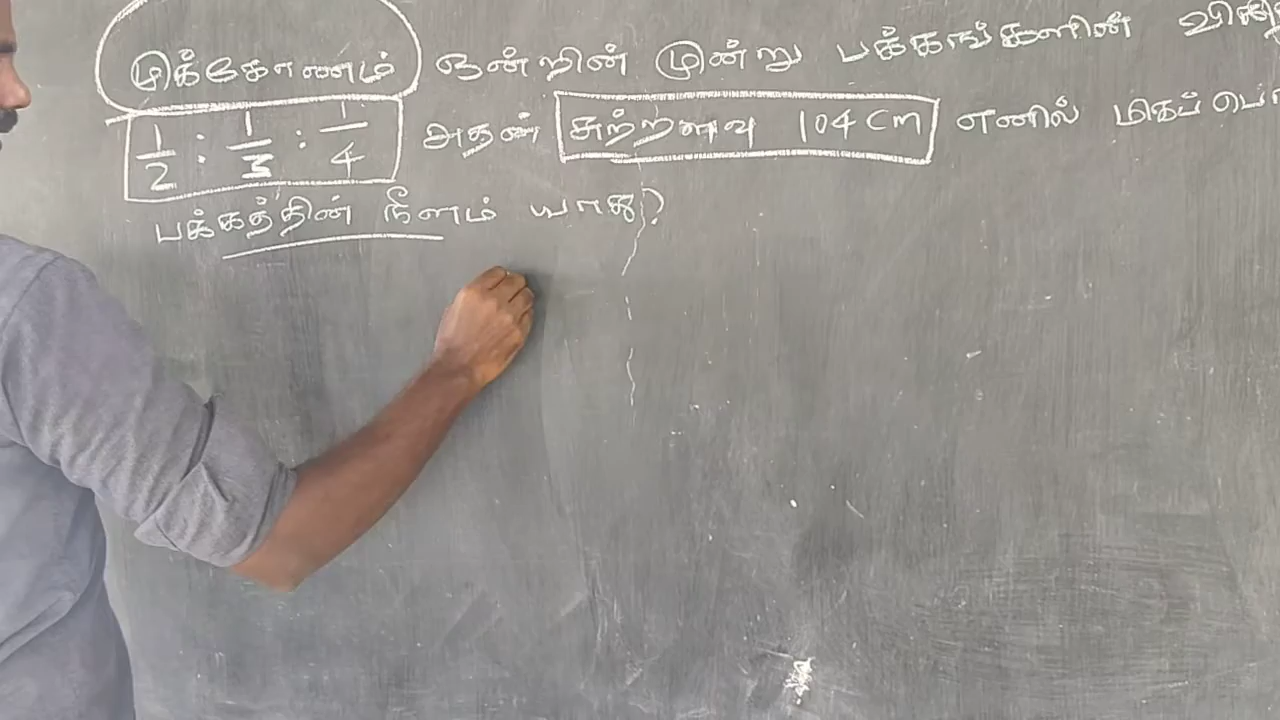 முக்கோணம் ஒன்றின் மூன்று பக்கங்களின்
1/2 : 1/3 : 1/4 அதன் சுற்றளவு 104 cm எனில் மிகப்
பக்கத்தின் நீளம் யாது?